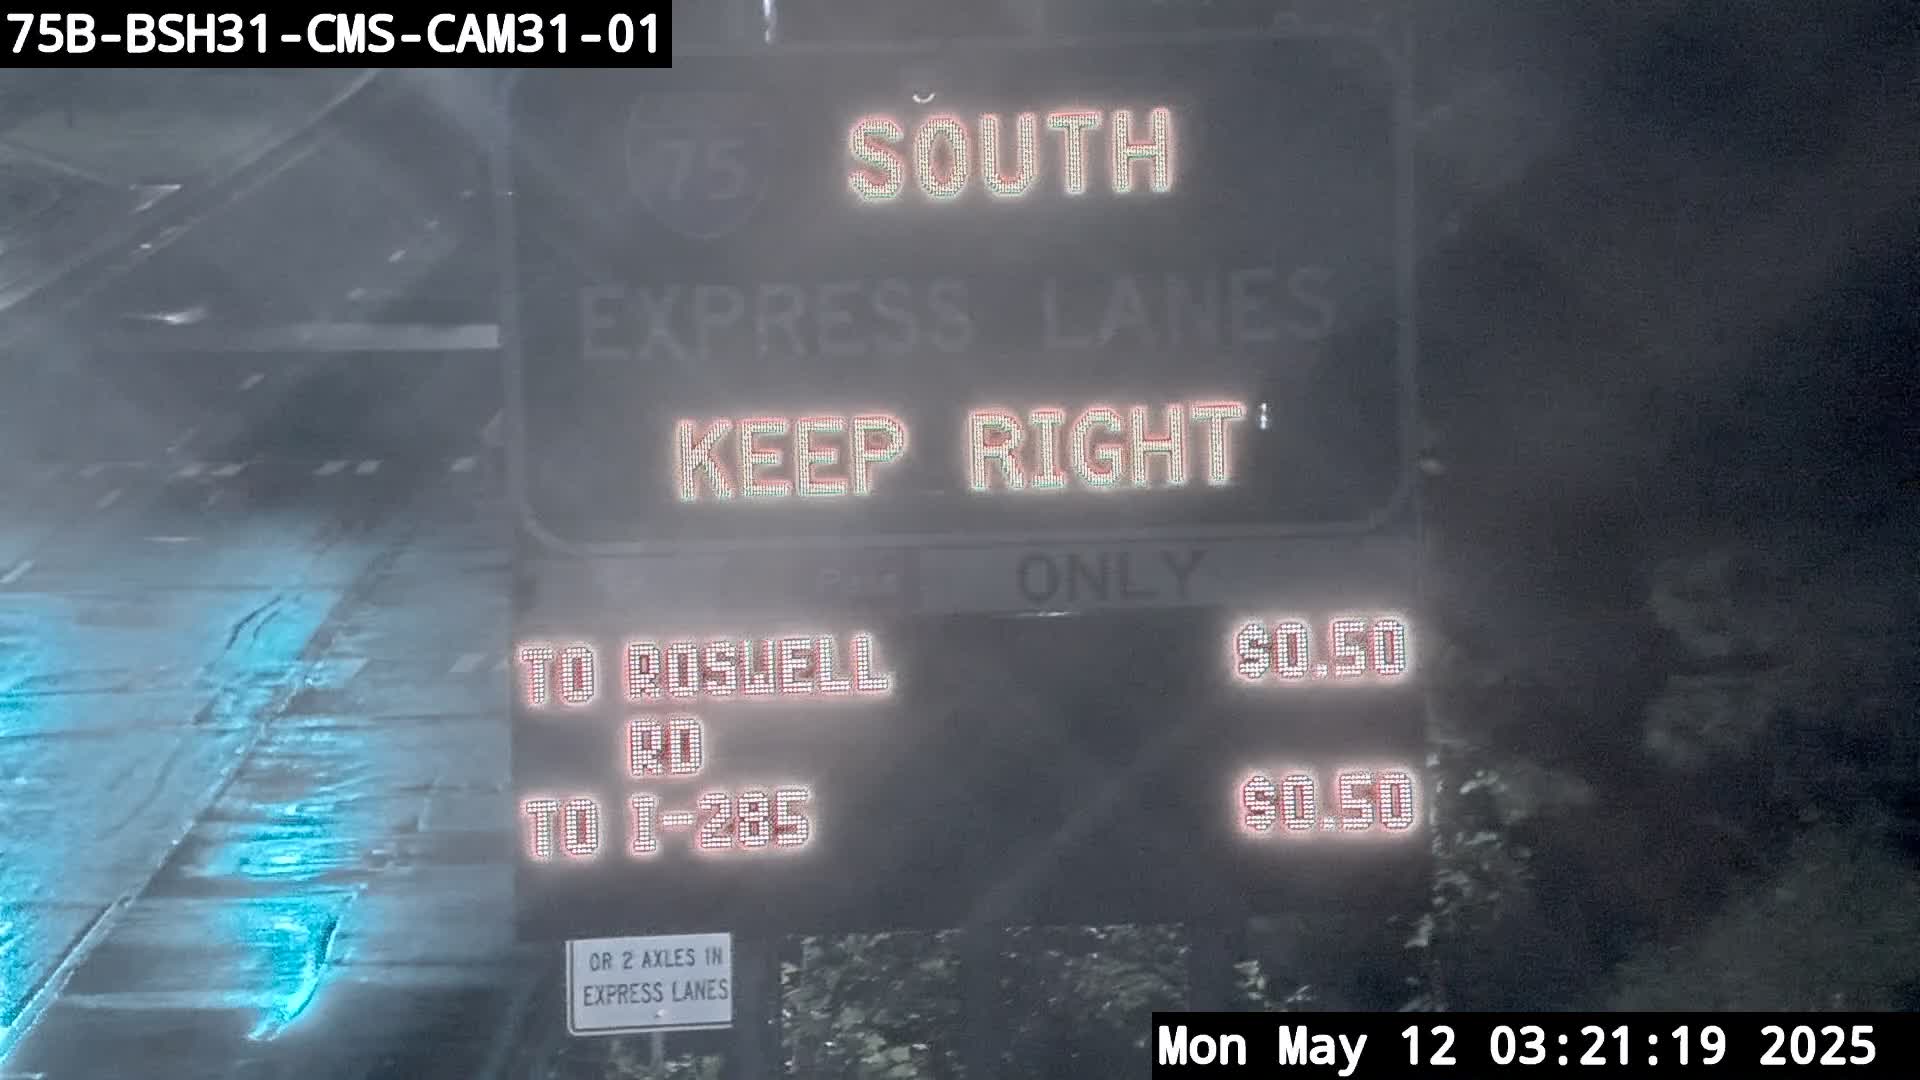 75B-BSH31-CMS-CAM31-01
75 SOUTH
EXPRESS LANES
KEEP RIGHT
ONLY
TO ROSWELL $0.50
RD
TO I-285 $0.50
OR 2 AXLES IN
EXPRESS LANES
Mon May 12 03:21:19 2025